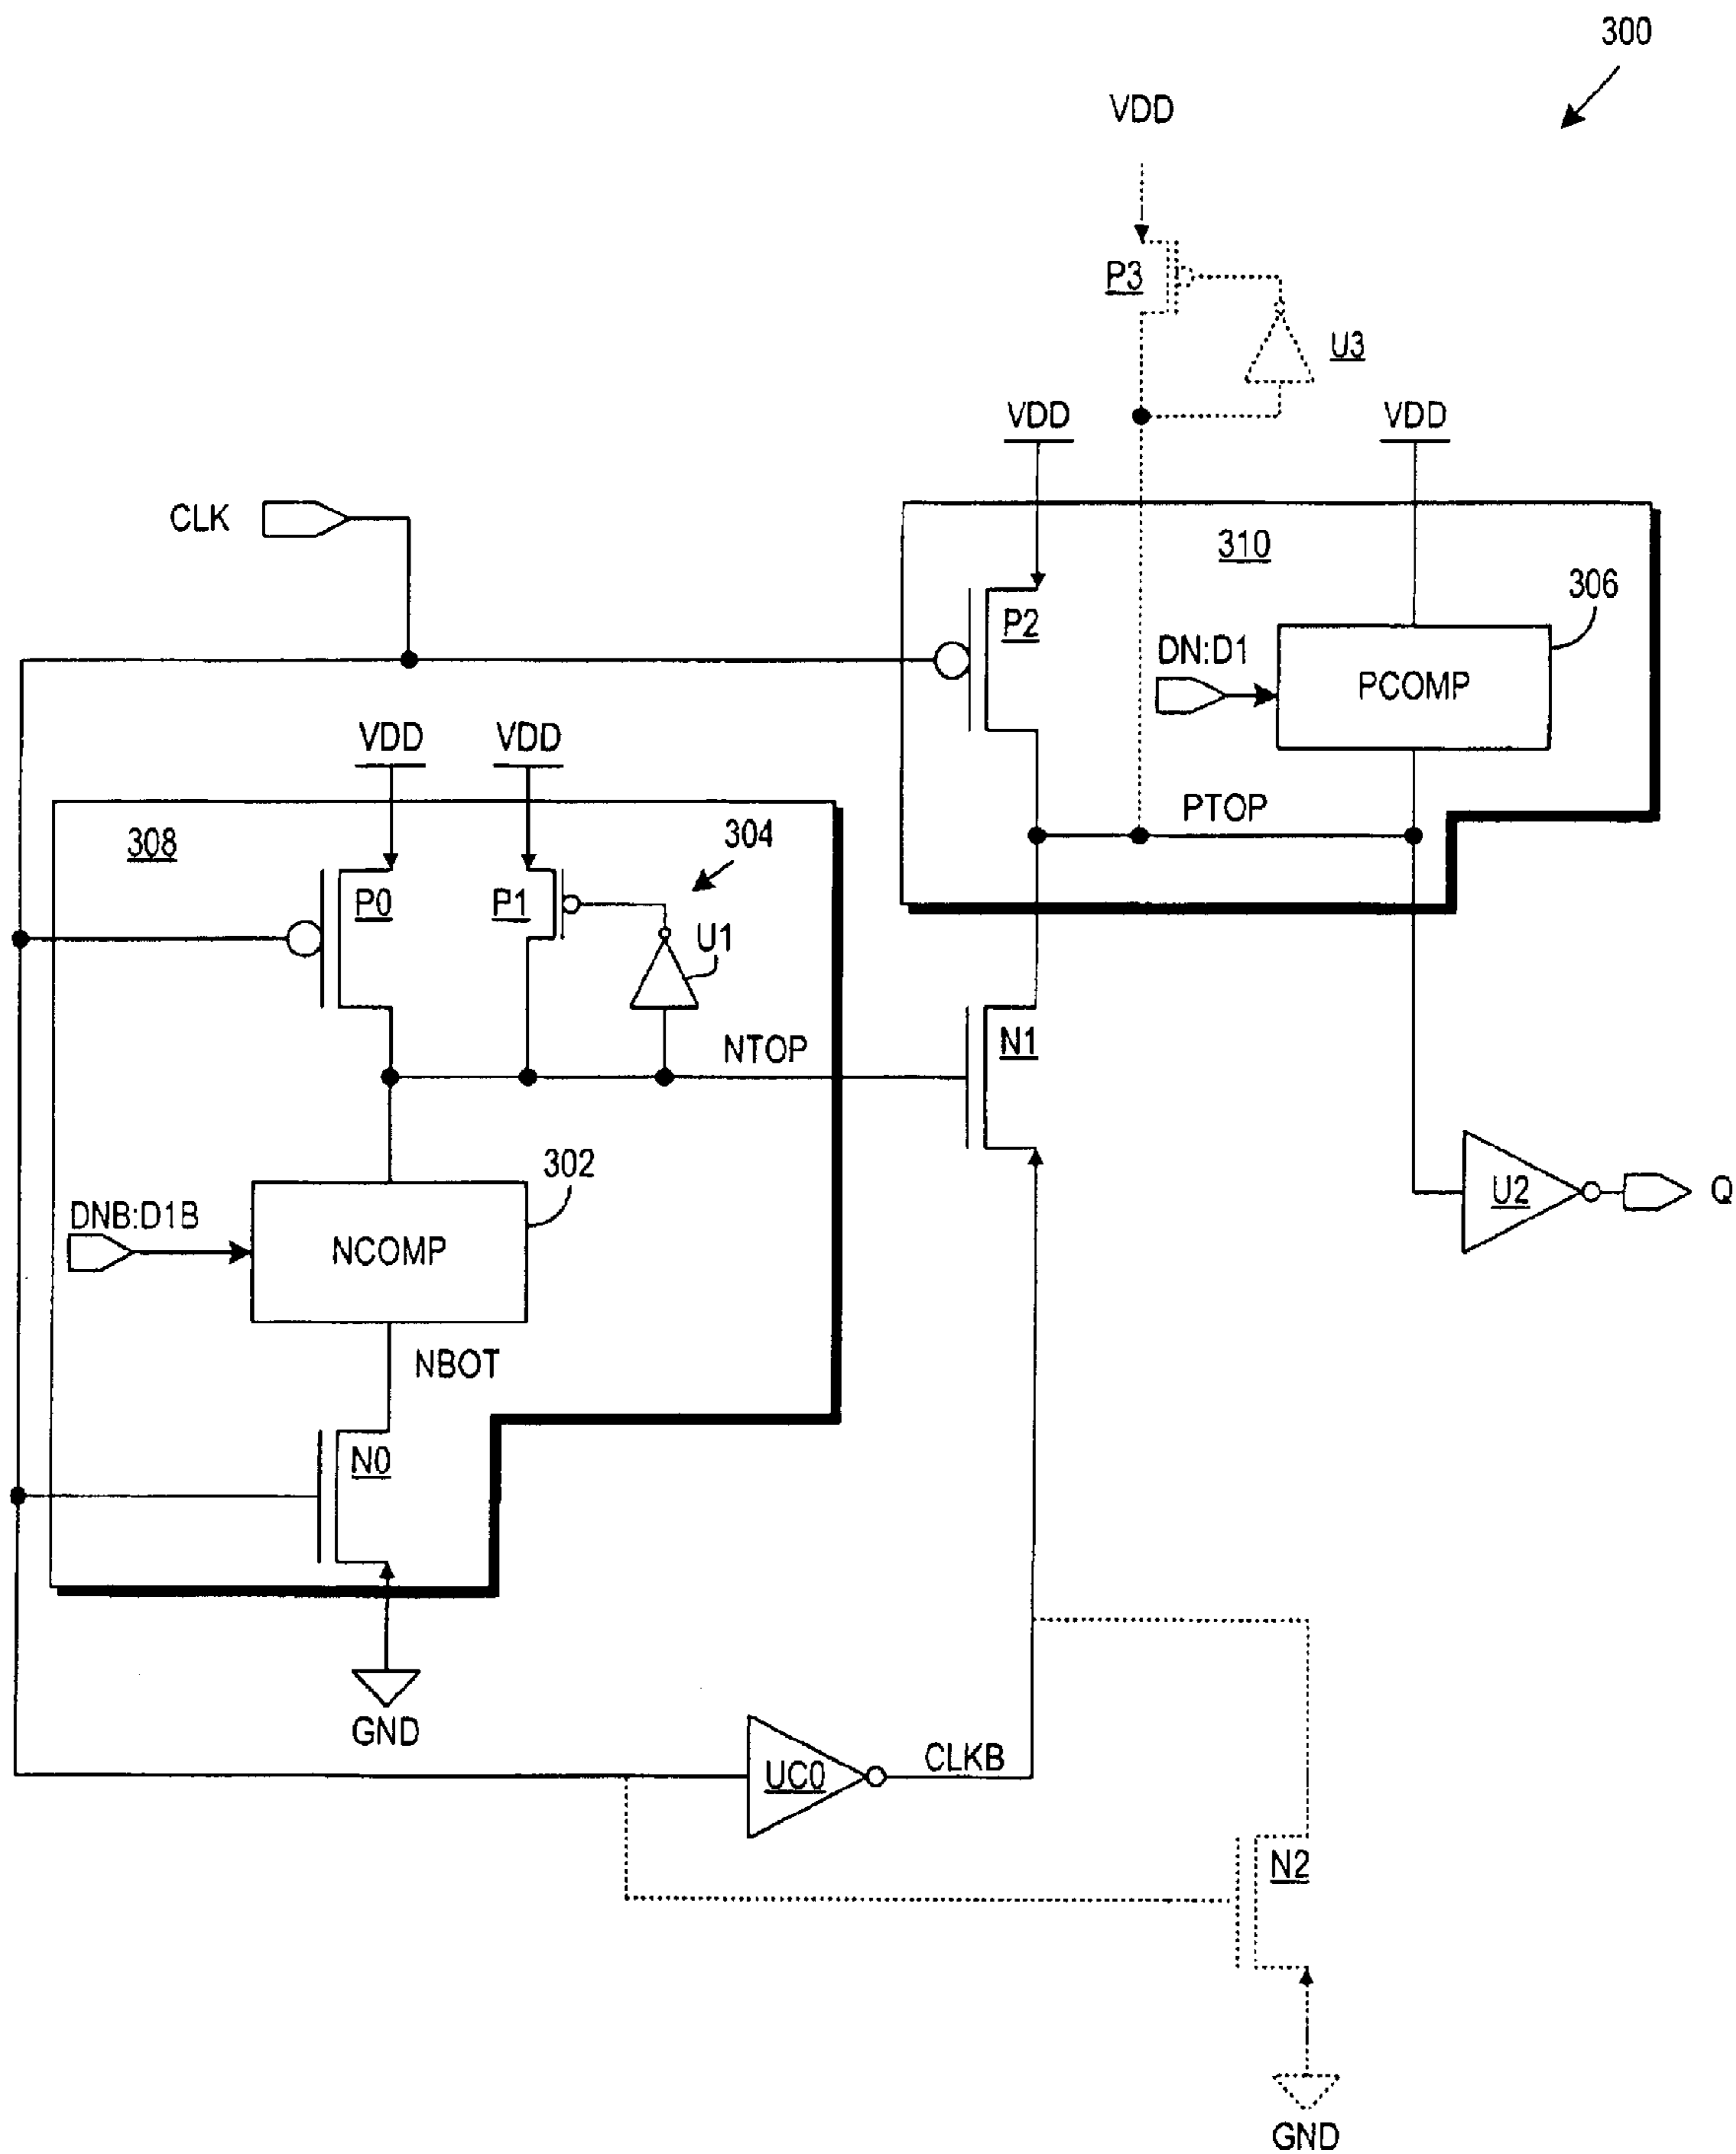 300
VDD
P3
U3
VDD
VDD
CLK
310
306
P2
DN:D1
PCOMP
VDD
VDD
PTOP
308
304
P0
P1
U1
NTOP
N1
302
DNB:D1B
NCOMP
U2
Q
NBOT
N0
GND
UC0
CLKB
N2
GND